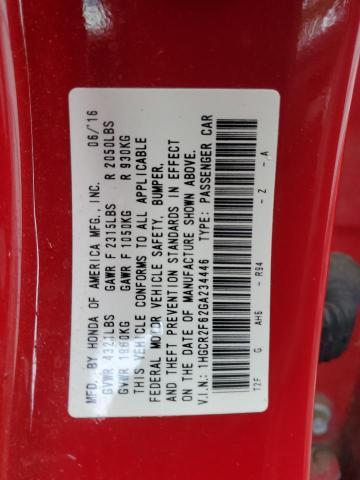 MFD. BY HONDA OF AMERICA MFG., INC. 06/'16
GVWR 4321LBS GAWR F 2315LBS R 2050LBS
GVWR 1960KG GAWR F 1050KG R 930KG
THIS VEHICLE CONFORMS TO ALL APPLICABLE
FEDERAL MOTOR VEHICLE SAFETY, BUMPER,
AND THEFT PREVENTION STANDARDS IN EFFECT
ON THE DATE OF MANUFACTURE SHOWN ABOVE.
V.I.N.: 1HGCR2F62GA234446 TYPE: PASSENGER CAR
T2F G AH6 - R94 - Z - A